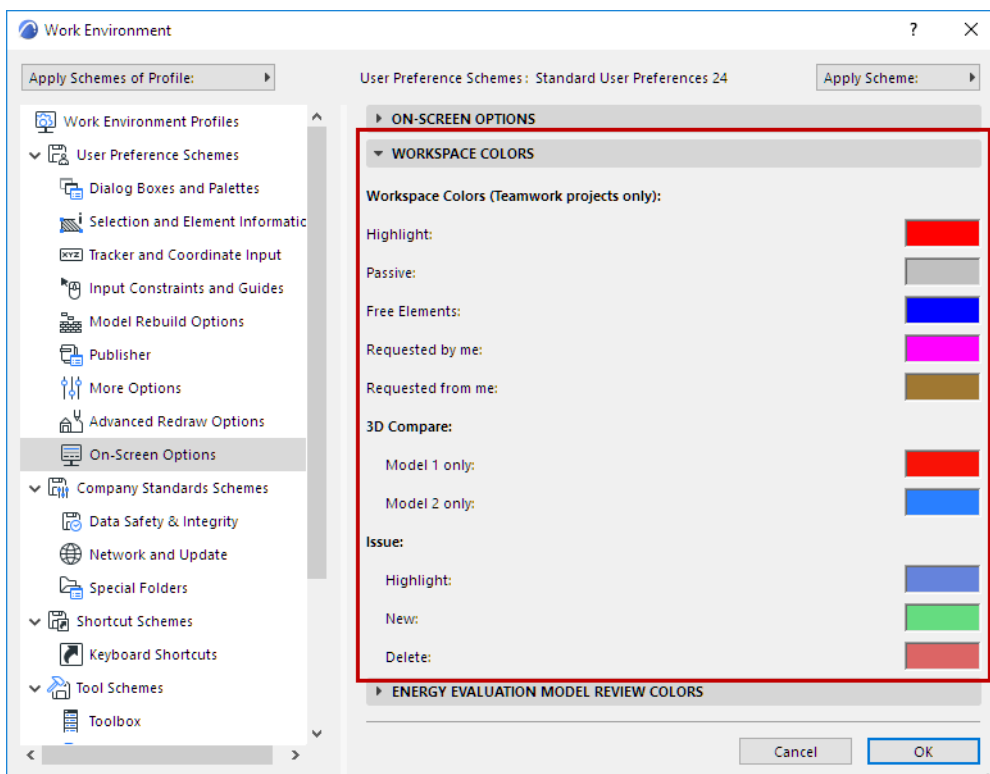 Work Environment
?
Apply Schemes of Profile:
User Preference Schemes: Standard User Preferences 24
Apply Scheme:
Work Environment Profiles
User Preference Schemes
Dialog Boxes and Palettes
Selection and Element Informatic
XYZ Tracker and Coordinate Input
Input Constraints and Guides
Model Rebuild Options
Publisher
More Options
Advanced Redraw Options
On-Screen Options
Company Standards Schemes
Data Safety & Integrity
Network and Update
Special Folders
Shortcut Schemes
Keyboard Shortcuts
Tool Schemes
Toolbox
ON-SCREEN OPTIONS
WORKSPACE COLORS
Workspace Colors (Teamwork projects only):
Highlight:
Passive:
Free Elements:
Requested by me:
Requested from me:
3D Compare:
Model 1 only:
Model 2 only:
Issue:
Highlight:
New:
Delete:
ENERGY EVALUATION MODEL REVIEW COLORS
Cancel
OK